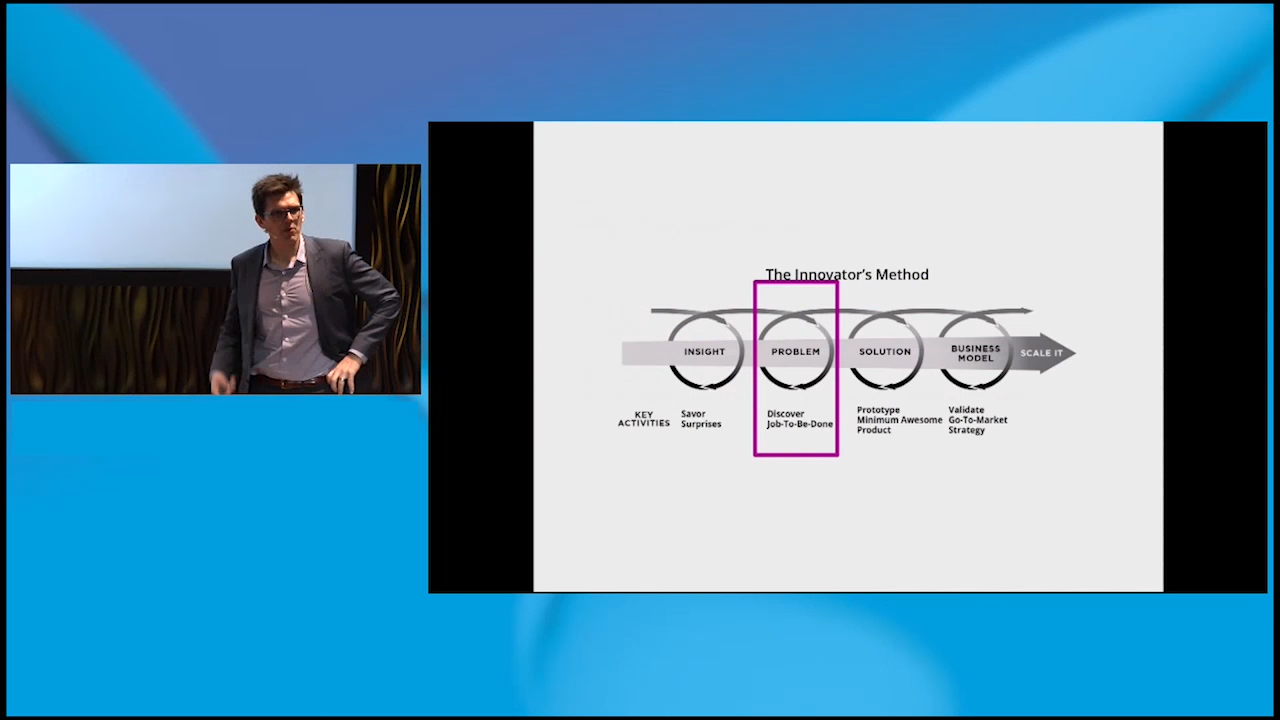 The Innovator's Method
INSIGHT
PROBLEM
SOLUTION
BUSINESS
MODEL
SCALE IT
KEY
ACTIVITIES
Savor
Surprises
Discover
Job-To-Be-Done
Prototype
Minimum Awesome
Product
Validate
Go-To-Market
Strategy